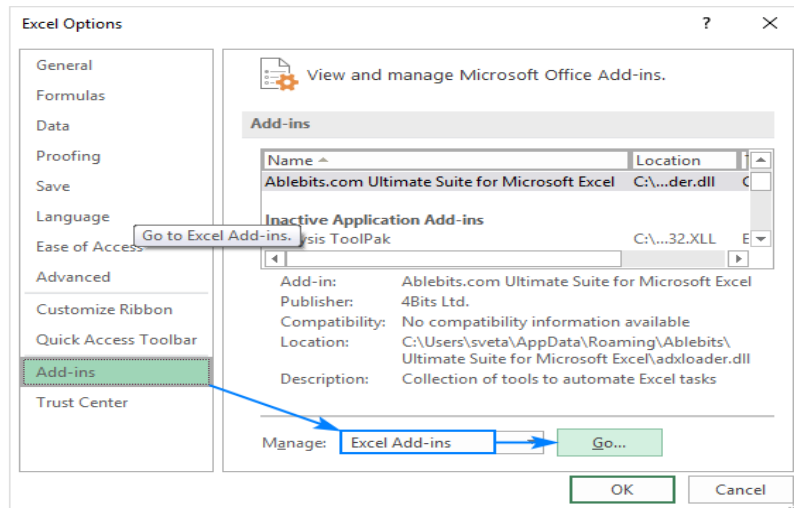 Excel Options
?
General
Formulas
Data
Proofing
Save
Language
Ease of Access
Advanced
Customize Ribbon
Quick Access Toolbar
Add-ins
Trust Center
View and manage Microsoft Office Add-ins.
Add-ins
Name Location
Ablebits.com Ultimate Suite for Microsoft Excel C:\...der.dll
Inactive Application Add-ins
Go to Excel Add-ins.
ysis ToolPak C:\...32.XLL E
Add-in: Ablebits.com Ultimate Suite for Microsoft Excel
Publisher: 4Bits Ltd.
Compatibility: No compatibility information available
Location: C:\Users\sveta\AppData\Roaming\Ablebits\
Ultimate Suite for Microsoft Excel\adxloader.dll
Description: Collection of tools to automate Excel tasks
Manage: Excel Add-ins Go...
OK Cancel